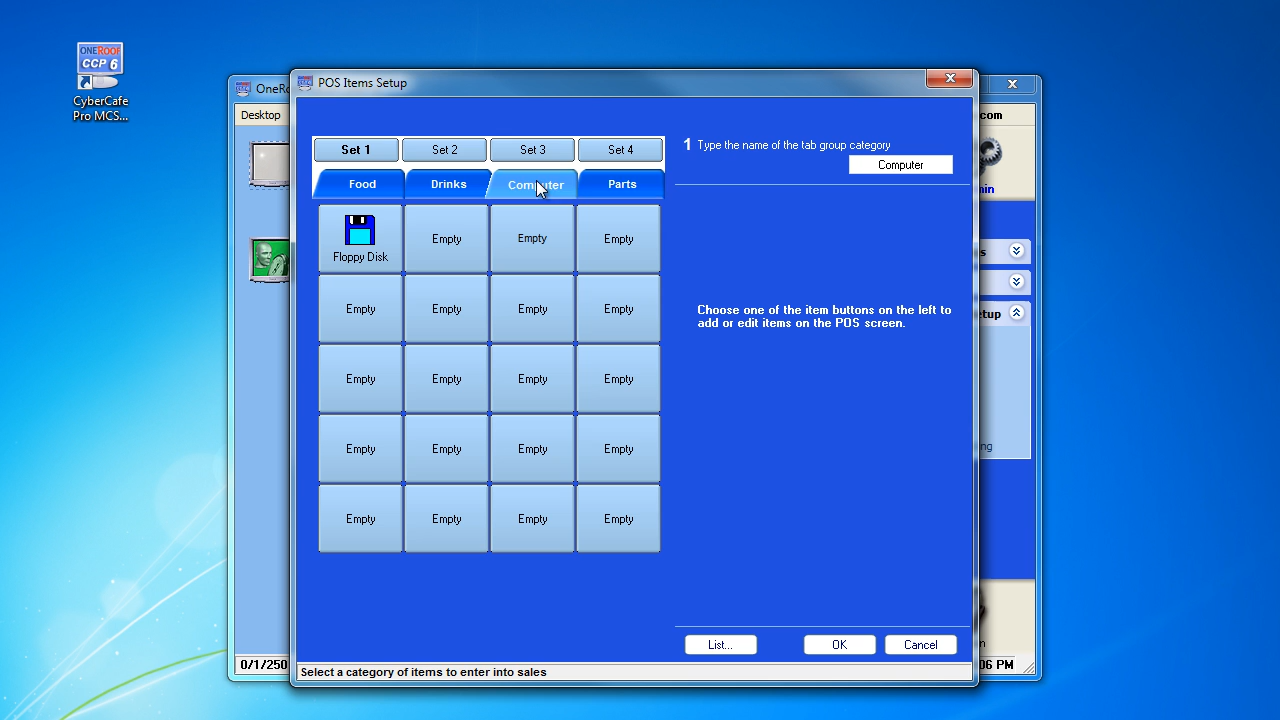 ONEROOF
CCP 6
CyberCafe
Pro MCS...
OneRo
POS Items Setup
Desktop
com
Set 1
Set 2
Set 3
Set 4
1 Type the name of the tab group category
Computer
Food
Drinks
Computer
Parts
min
Floppy Disk
Empty
Empty
Empty
s
Empty
Empty
Empty
Empty
Choose one of the item buttons on the left to
add or edit items on the POS screen.
etup
Empty
Empty
Empty
Empty
Empty
Empty
Empty
Empty
ng
Empty
Empty
Empty
Empty
List...
OK
Cancel
n
0/1/250
Select a category of items to enter into sales
06 PM